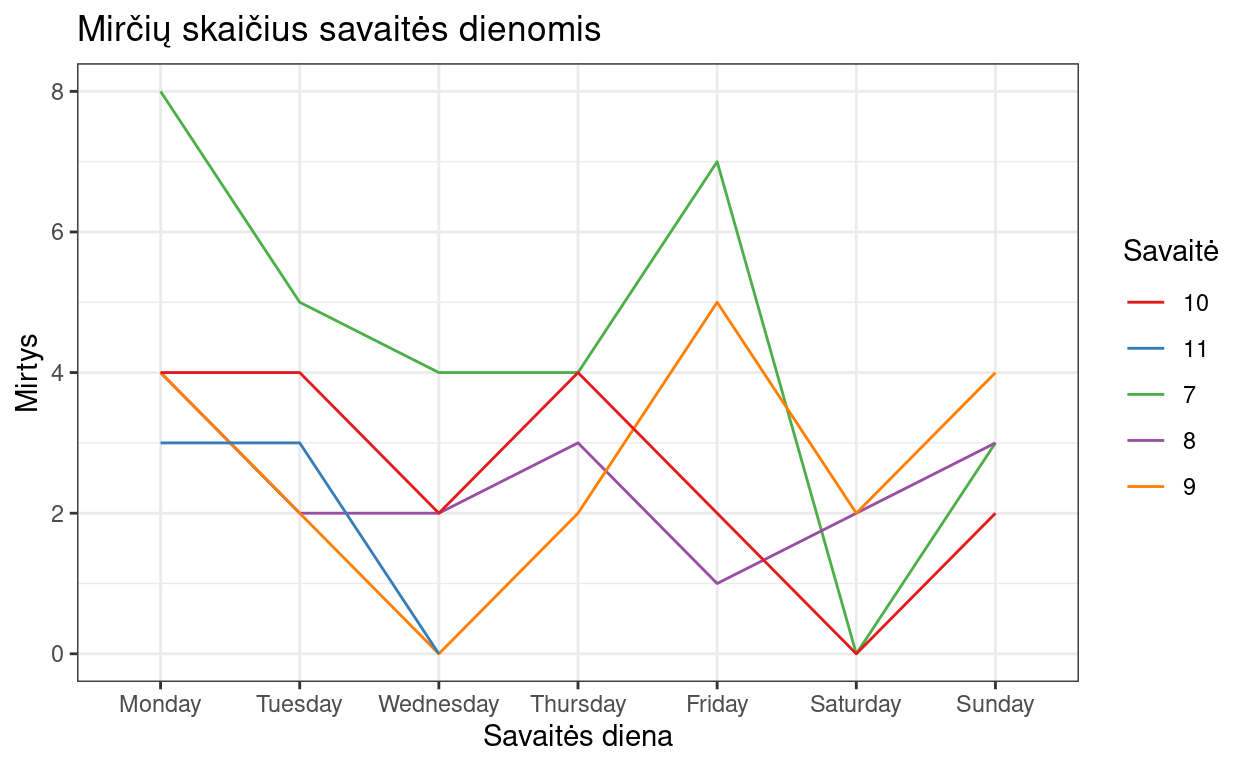 Mirčių skaičius savaitės dienomis
8
6
4
2
0
Mirtys
Monday Tuesday Wednesday Thursday Friday Saturday Sunday
Savaitės diena
Savaitė
10
11
7
8
9